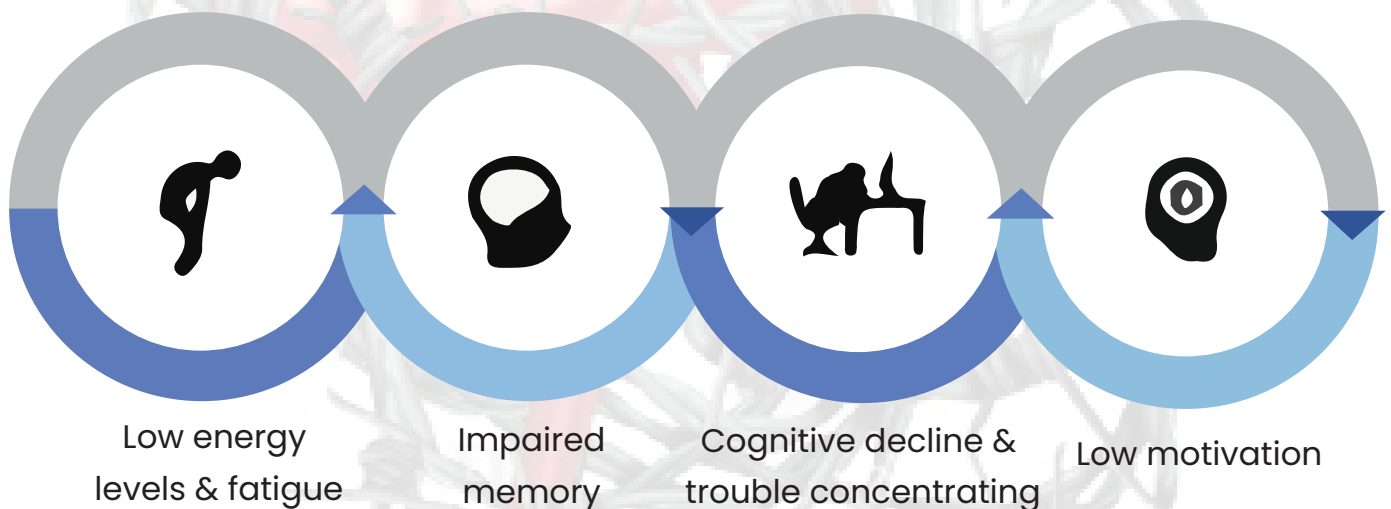 Low energy
levels & fatigue
Impaired
memory
Cognitive decline &
trouble concentrating
Low motivation